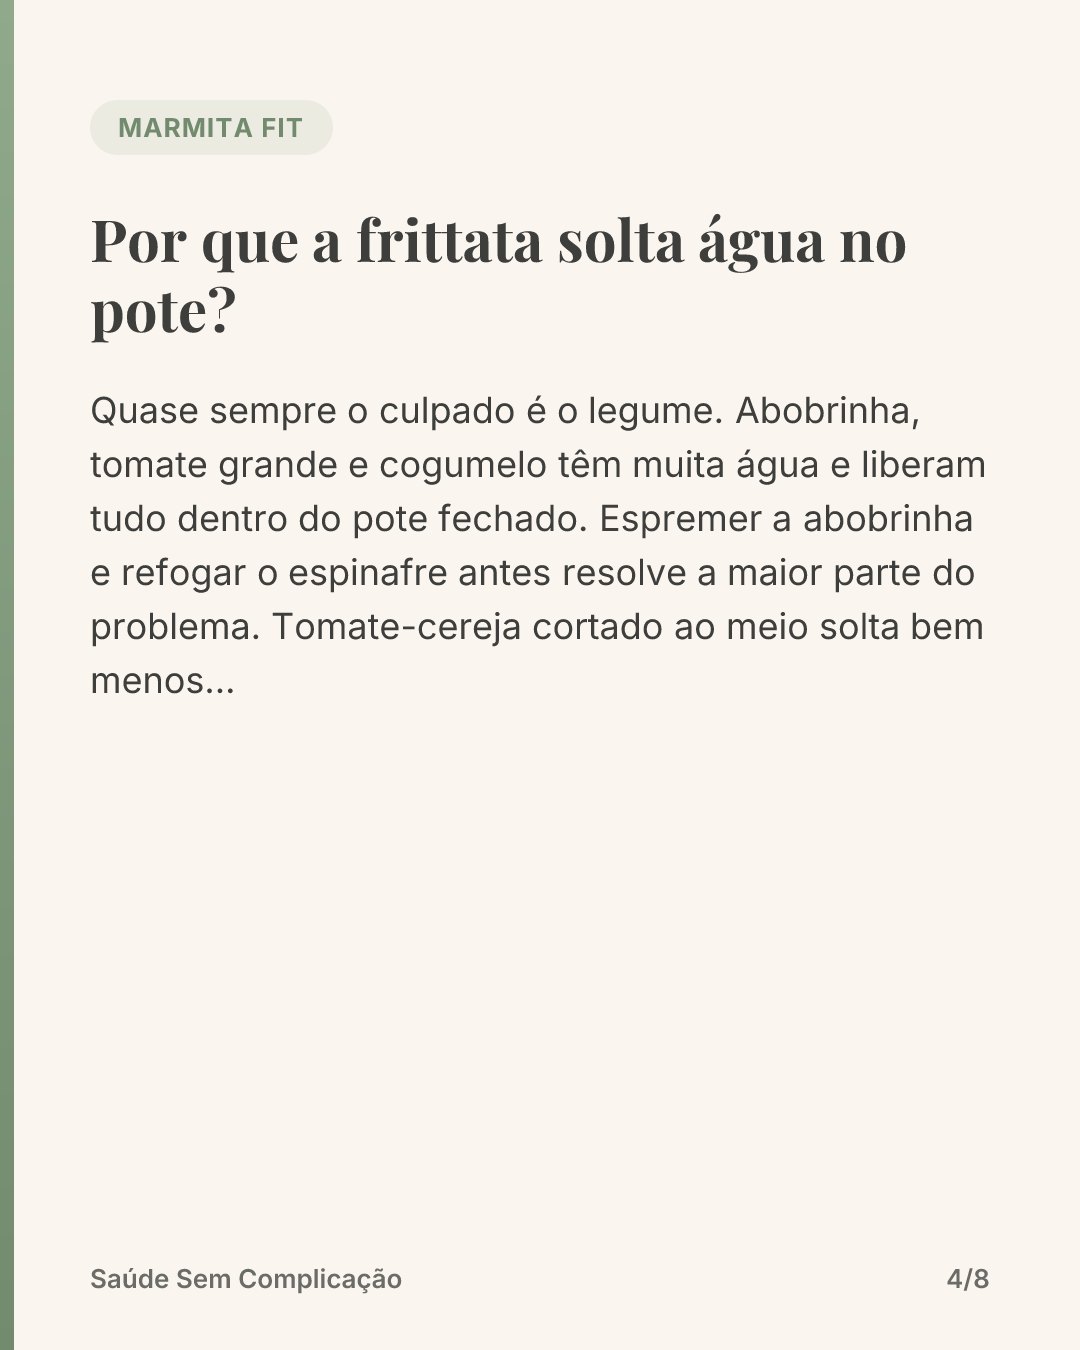 MARMITA FIT
Por que a frittata solta água no
pote?
Quase sempre o culpado é o legume. Abobrinha,
tomate grande e cogumelo têm muita água e liberam
tudo dentro do pote fechado. Espremer a abobrinha
e refogar o espinafre antes resolve a maior parte do
problema. Tomate-cereja cortado ao meio solta bem
menos...
Saúde Sem Complicação
4/8